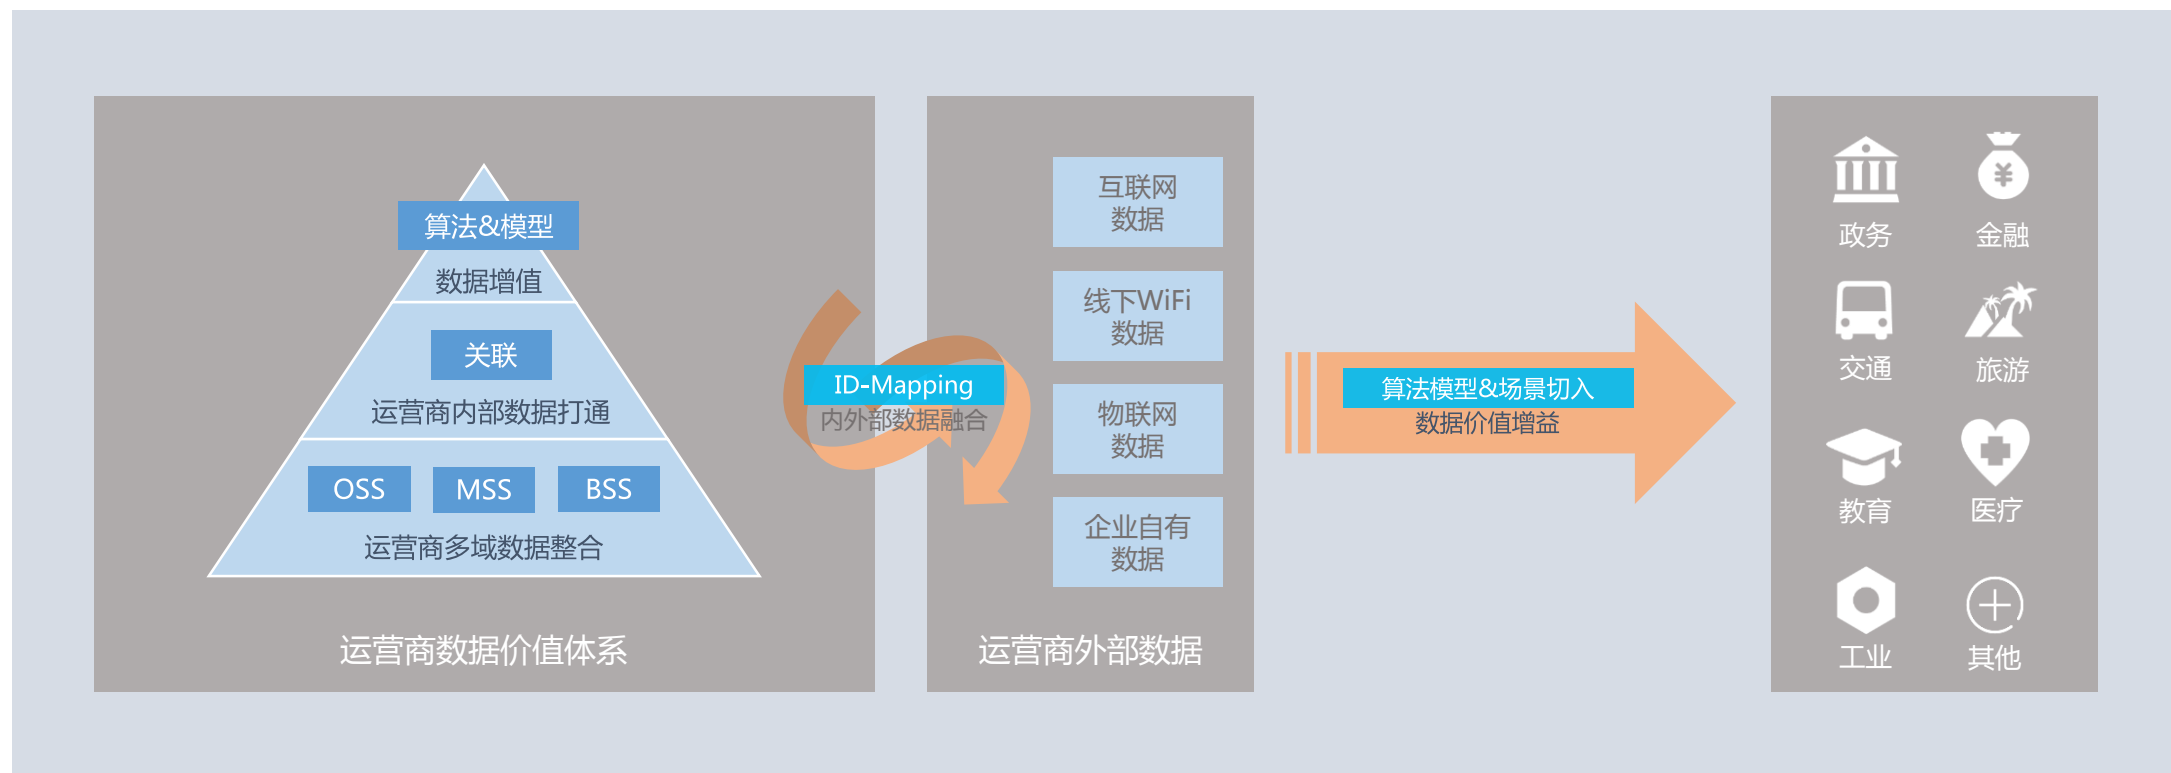 算法&模型
数据增值
关联
运营商内部数据打通
OSS
MSS
BSS
运营商多域数据整合
运营商数据价值体系
ID-Mapping
内外部数据融合
互联网
数据
线下WiFi
数据
物联网
数据
企业自有
数据
运营商外部数据
算法模型&场景切入
数据价值增益
政务
金融
交通
旅游
教育
医疗
工业
其他